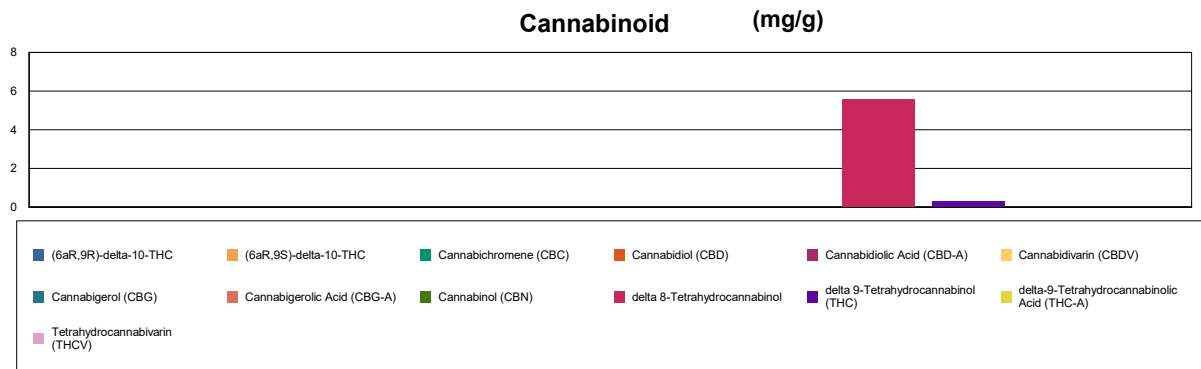 Cannabinoid (mg/g)
8
6
4
2
0
(6aR,9R)-delta-10-THC
(6aR,9S)-delta-10-THC
Cannabichromene (CBC)
Cannabidiol (CBD)
Cannabidiolic Acid (CBD-A)
Cannabidivarin (CBDV)
Cannabigerol (CBG)
Cannabigerolic Acid (CBG-A)
Cannabinol (CBN)
delta 8-Tetrahydrocannabinol
delta 9-Tetrahydrocannabinol
(THC)
delta-9-Tetrahydrocannabinolic
Acid (THC-A)
Tetrahydrocannabivarin
(THCV)